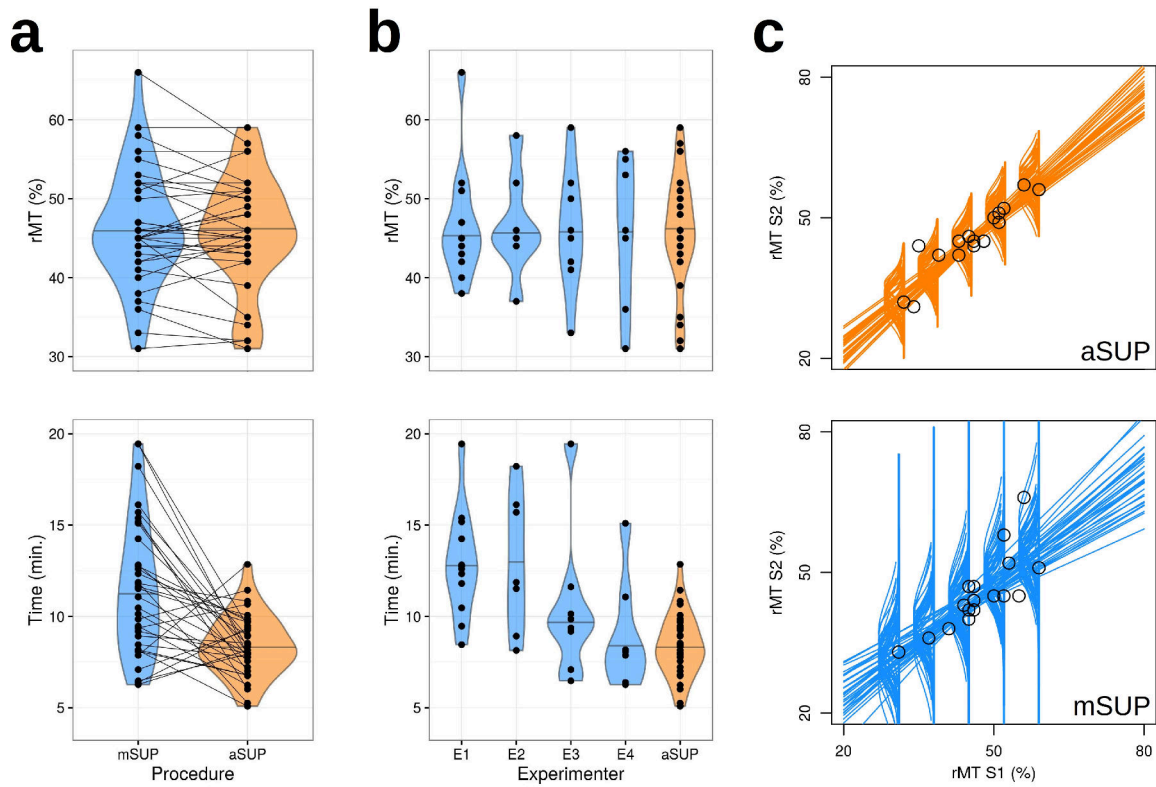 a
b
c
rMT (%)
60
50
40
30
rMT (%)
60
50
40
30
rMT S2 (%)
80
50
20
aSUP
Time (min.)
20
15
10
5
mSUP
aSUP
Procedure
Time (min.)
20
15
10
5
E1
E2
E3
E4
aSUP
Experimenter
rMT S2 (%)
80
50
20
mSUP
20
50
80
rMT S1 (%)